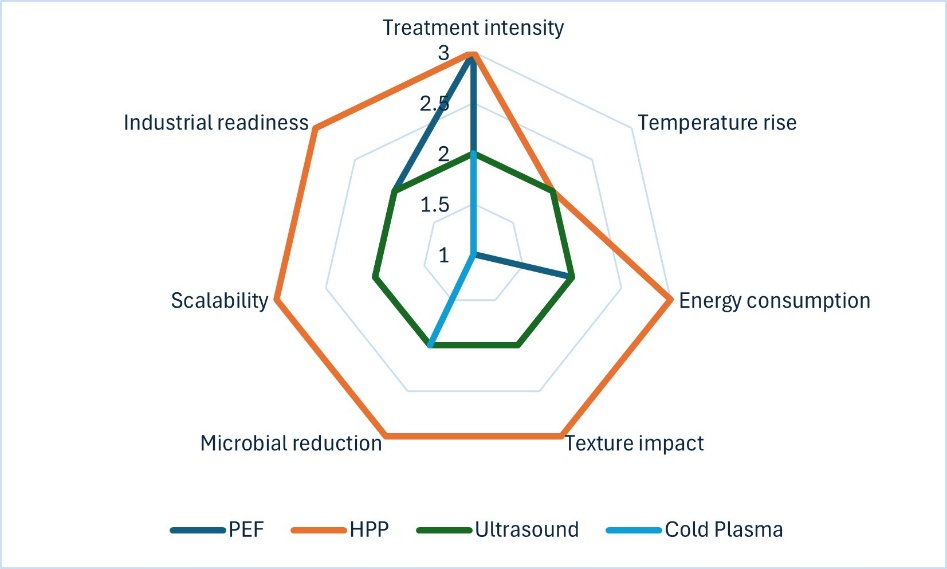 Treatment intensity
3
2.5
2
1.5
1
Industrial readiness
Temperature rise
Scalability
Energy consumption
Microbial reduction
Texture impact
PEF
HPP
Ultrasound
Cold Plasma